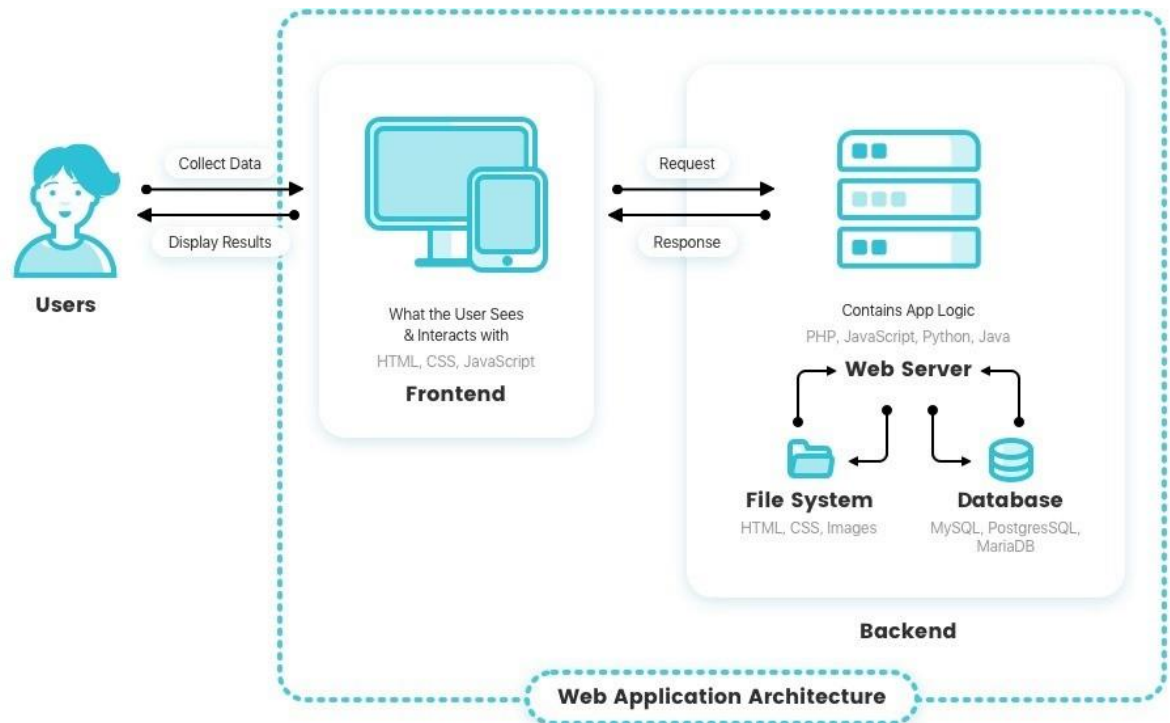 Collect Data
Display Results
Users
What the User Sees
& Interacts with
HTML, CSS, JavaScript
Frontend
Request
Response
Contains App Logic
PHP, JavaScript, Python, Java
Web Server
File System
HTML, CSS, Images
Database
MySQL, PostgresSQL,
MariaDB
Backend
Web Application Architecture